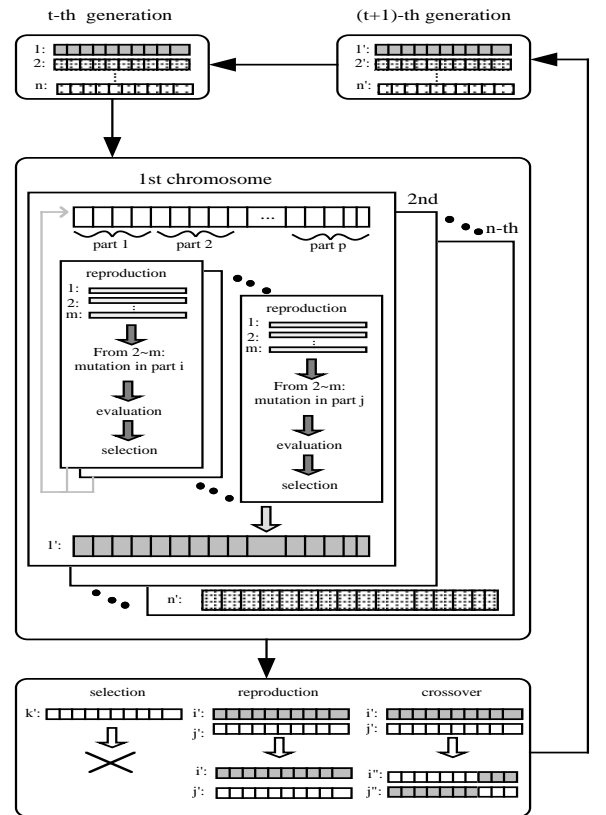 t-th generation
(t+1)-th generation
1:
2:
n:
1':
2':
n':
1st chromosome
2nd
n-th
...
part 1
part 2
part p
reproduction
1:
2:
m:
From 2~m:
mutation in part i
evaluation
selection
reproduction
1:
2:
m:
From 2~m:
mutation in part j
evaluation
selection
1':
n':
selection
k':
reproduction
i':
j':
i':
j':
crossover
i':
j':
i''
j''